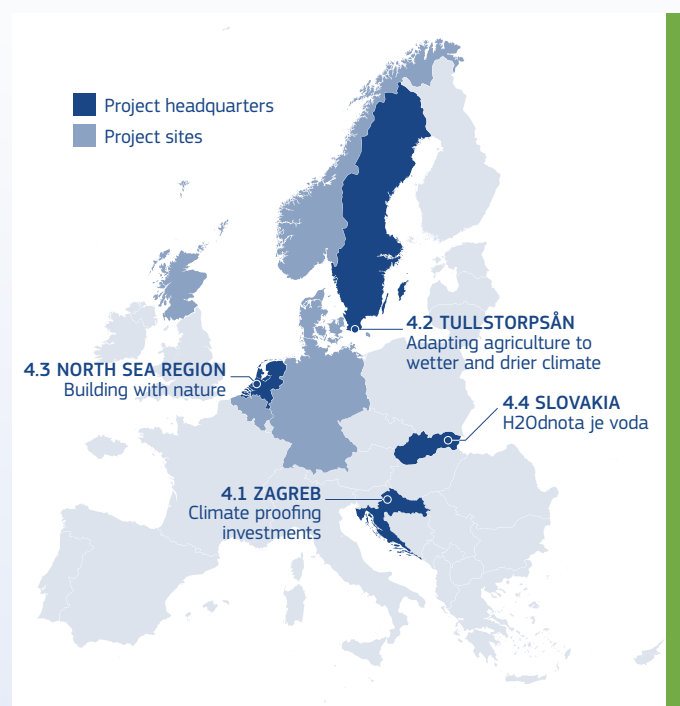 Project headquarters
Project sites
4.2 TULLSTORPSÅN
Adapting agriculture to
wetter and drier climate
4.3 NORTH SEA REGION
Building with nature
4.4 SLOVAKIA
H2Odnota je voda
4.1 ZAGREB
Climate proofing
investments